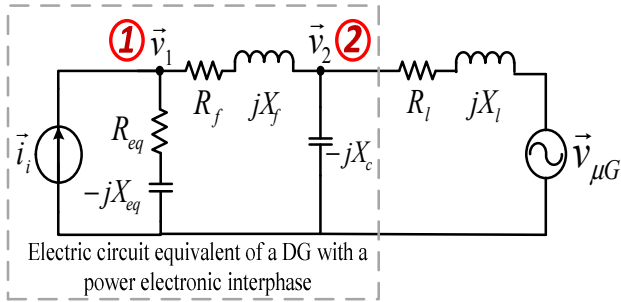 1 v⃗₁ v⃗₂ 2
R_f jX_f R_l jX_l
i⃗_i R_eq -jX_eq -jX_c v⃗_μG
Electric circuit equivalent of a DG with a
power electronic interphase